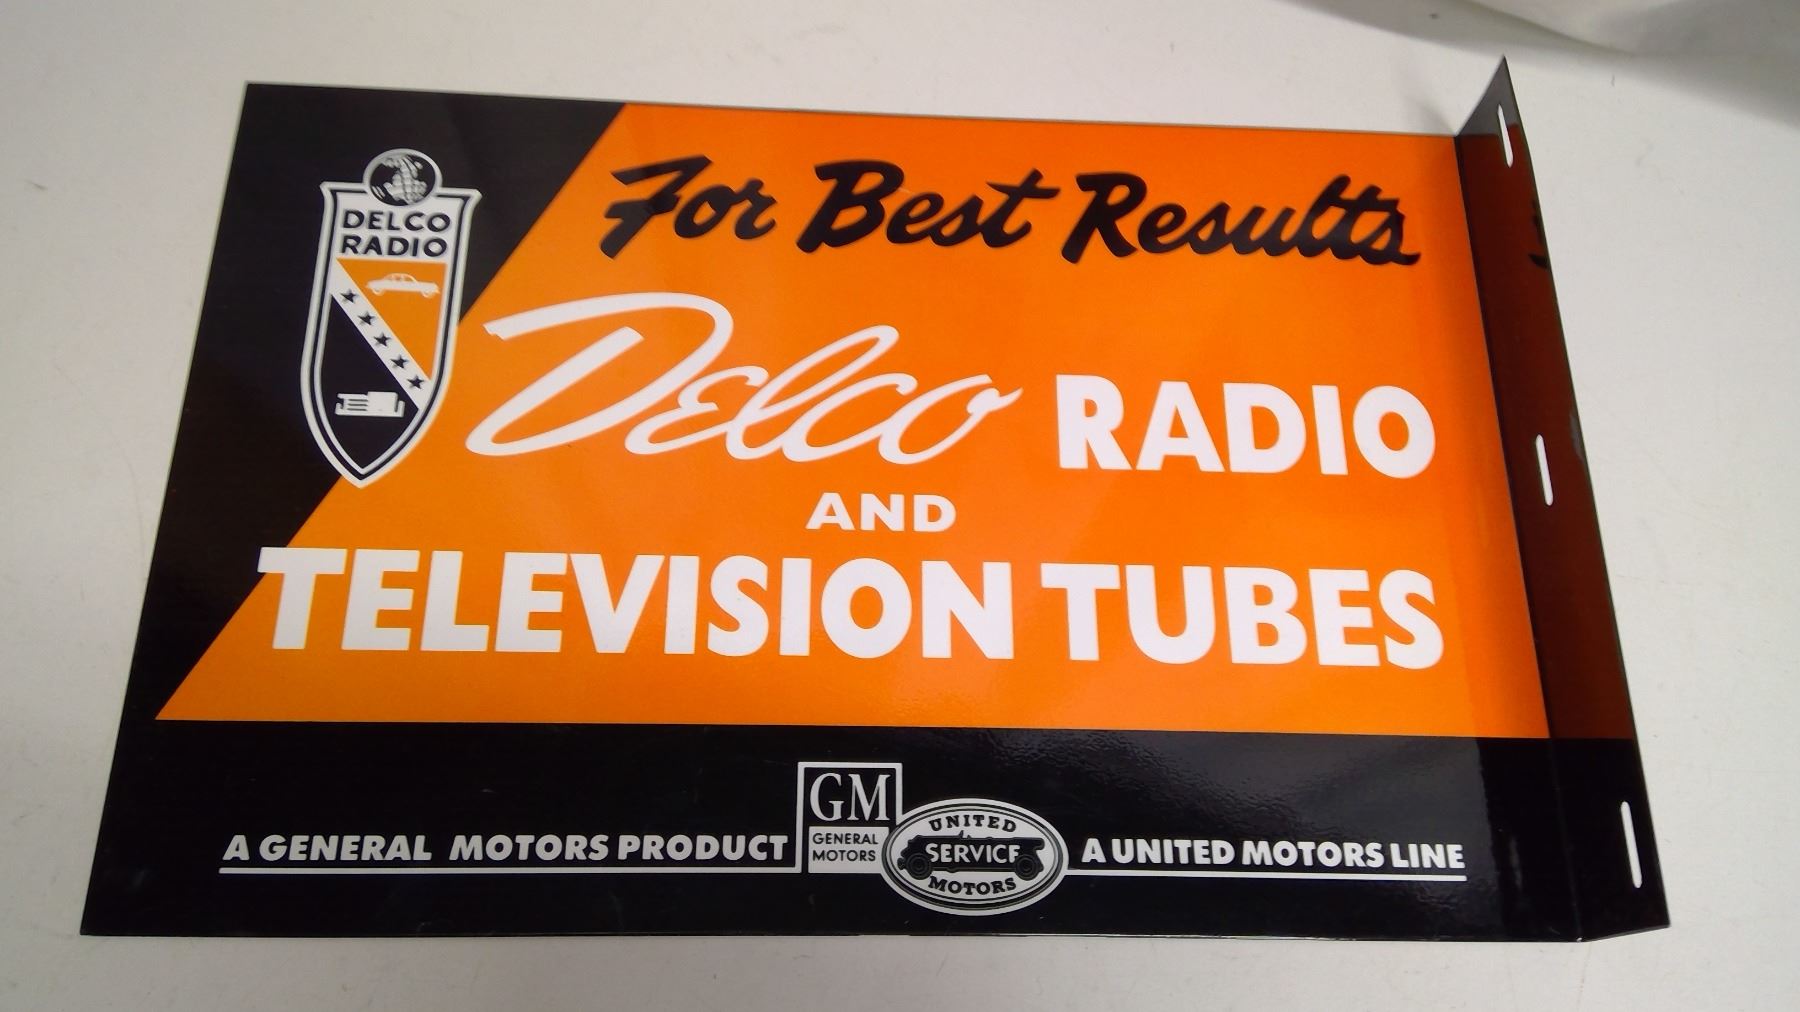 For Best Results
DELCO
RADIO
Delco RADIO
AND
TELEVISION TUBES
A GENERAL MOTORS PRODUCT
GM
GENERAL
MOTORS
UNITED
SERVICE
MOTORS
A UNITED MOTORS LINE